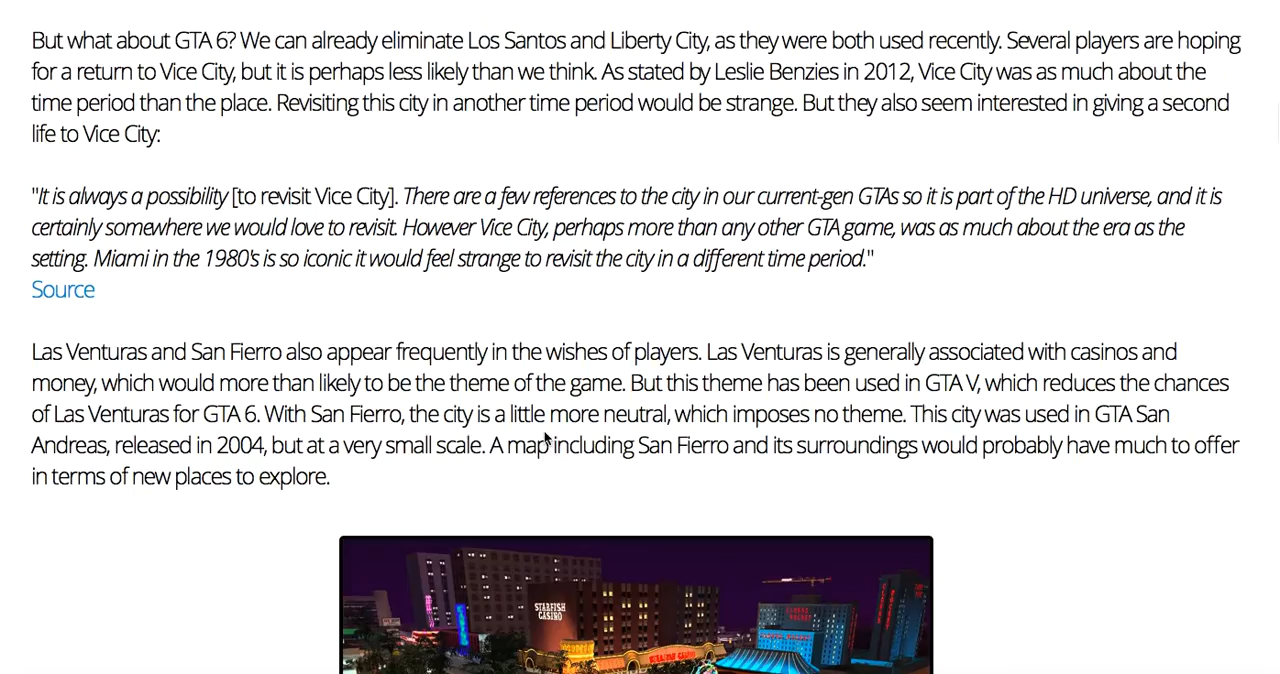 But what about GTA 6? We can already eliminate Los Santos and Liberty City, as they were both used recently. Several players are hoping
for a return to Vice City, but it is perhaps less likely than we think. As stated by Leslie Benzies in 2012, Vice City was as much about the
time period than the place. Revisiting this city in another time period would be strange. But they also seem interested in giving a second
life to Vice City:
"It is always a possibility [to revisit Vice City]. There are a few references to the city in our current-gen GTAs so it is part of the HD universe, and it is
certainly somewhere we would love to revisit. However Vice City, perhaps more than any other GTA game, was as much about the era as the
setting. Miami in the 1980's is so iconic it would feel strange to revisit the city in a different time period."
Source
Las Venturas and San Fierro also appear frequently in the wishes of players. Las Venturas is generally associated with casinos and
money, which would more than likely to be the theme of the game. But this theme has been used in GTA V, which reduces the chances
of Las Venturas for GTA 6. With San Fierro, the city is a little more neutral, which imposes no theme. This city was used in GTA San
Andreas, released in 2004, but at a very small scale. A map including San Fierro and its surroundings would probably have much to offer
in terms of new places to explore.
STARFISH
CASINO
STARFISH CASINO